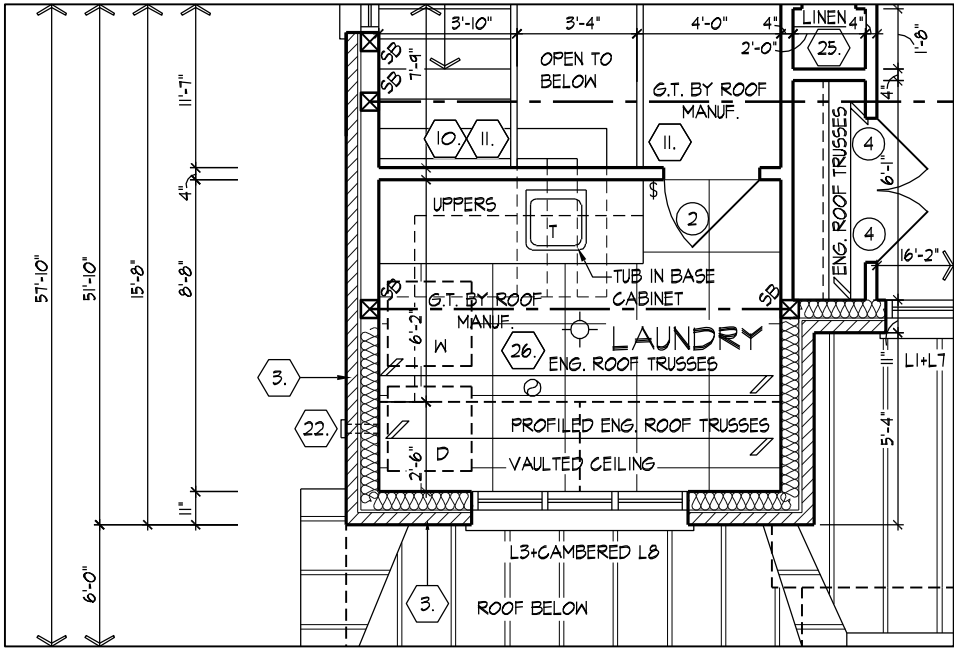 3'-10"
3'-4"
4'-0"
4"
LINEN
4"
2'-0"
25.
1'-8"
SB
SB
7'-9"
OPEN TO
BELOW
G.T. BY ROOF
MANUF.
11'-7"
4"
10.
11.
11.
ENG. ROOF TRUSSES
4
6'-1"
4"
UPPERS
T
S
2
4
16'-2"
57'-10"
51'-10"
15'-8"
8'-8"
SB
G.T. BY ROOF
MANUF.
TUB IN BASE
CABINET
SB
6'-2"
W
26.
LAUNDRY
ENG. ROOF TRUSSES
11"
L1+L7
3.
22.
PROFILED ENG. ROOF TRUSSES
D
VAULTED CEILING
2'-6"
5'-4"
11"
L3+CAMBERED L8
6'-0"
3.
ROOF BELOW